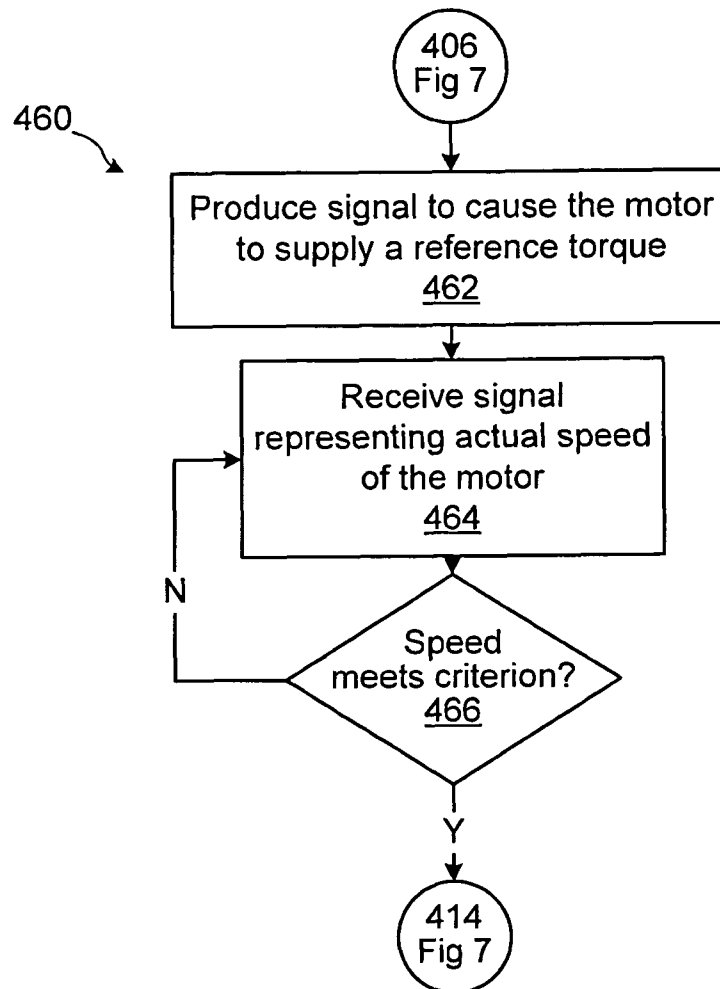 406
Fig 7
460
Produce signal to cause the motor
to supply a reference torque
462
Receive signal
representing actual speed
of the motor
464
N
Speed
meets criterion?
466
Y
414
Fig 7